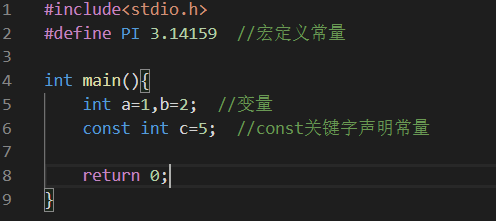 1 #include<stdio.h>
2 #define PI 3.14159  //宏定义常量
3
4 int main(){
5     int a=1,b=2;  //变量
6     const int c=5;  //const关键字声明常量
7
8     return 0;
9 }